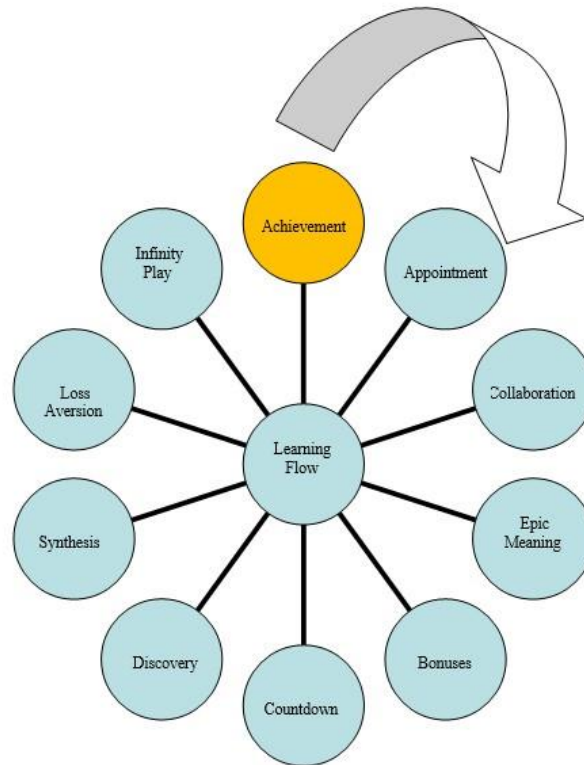 Achievement
Appointment
Collaboration
Epic
Meaning
Bonuses
Countdown
Discovery
Synthesis
Loss
Aversion
Infinity
Play
Learning
Flow